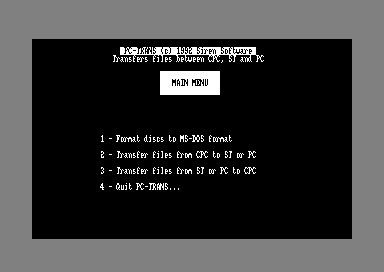 PC-TRANS (c) 1992 Siren Software
Transfers files between CPC, ST and PC
MAIN MENU
1 - Format discs to MS-DOS format
2 - Transfer files from CPC to ST or PC
3 - Transfer files from ST or PC to CPC
4 - Quit PC-TRANS...